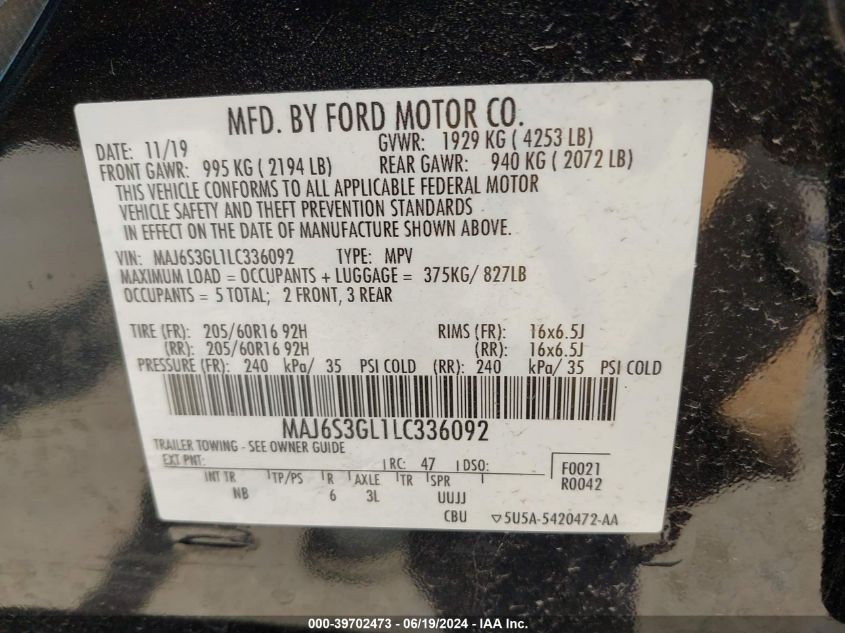 MFD. BY FORD MOTOR CO.
DATE: 11/19 GVWR: 1929 KG ( 4253 LB)
FRONT GAWR: 995 KG ( 2194 LB) REAR GAWR: 940 KG ( 2072 LB)
THIS VEHICLE CONFORMS TO ALL APPLICABLE FEDERAL MOTOR
VEHICLE SAFETY AND THEFT PREVENTION STANDARDS
IN EFFECT ON THE DATE OF MANUFACTURE SHOWN ABOVE.
VIN: MAJ6S3GL1LC336092 TYPE: MPV
MAXIMUM LOAD = OCCUPANTS + LUGGAGE = 375KG/ 827LB
OCCUPANTS = 5 TOTAL; 2 FRONT, 3 REAR
TIRE (FR): 205/60R16 92H RIMS (FR): 16x6.5J
(RR): 205/60R16 92H (RR): 16x6.5J
PRESSURE (FR): 240 kPa/ 35 PSI COLD (RR): 240 kPa/ 35 PSI COLD
MAJ6S3GL1LC336092
TRAILER TOWING - SEE OWNER GUIDE
EXT PNT: RC: 47 DSO: F0021
R0042
INT TR TP/PS R AXLE TR SPR
NB 6 3L UUJJ
CBU ▽5U5A-5420472-AA
000-39702473 - 06/19/2024 - IAA Inc.